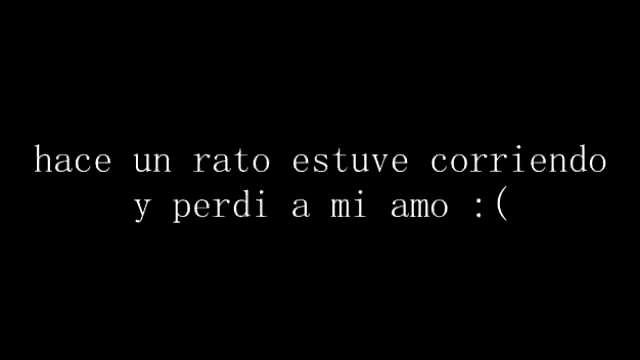 hace un rato estuve corriendo
y perdi a mi amo :(